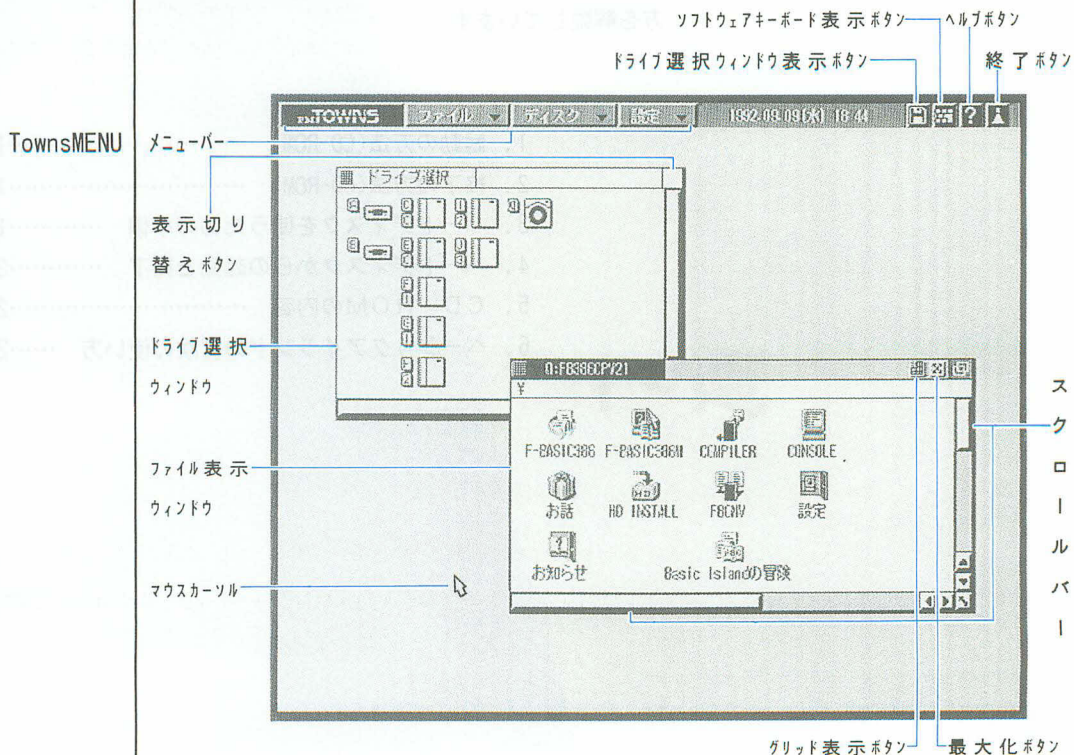 ソフトウェアキーボード表示ボタン
ヘルプボタン
ドライブ選択ウィンドウ表示ボタン
終了ボタン
TownsMENU
メニューバー
FMTOWNS ファイル ディスク 設定 1992-09-09(水) 18:44
表示切り
替えボタン
ドライブ選択
Q
ドライブ選択
ウィンドウ
Q:FB386CPV21
¥
F-BASIC386 F-BASIC386M COMPILER CONSOLE
お話 HD INSTALL FBCNV 設定
お知らせ Basic Islandの冒険
ファイル表示
ウィンドウ
マウスカーソル
スクロールバー
グリッド表示ボタン
最大化ボタン